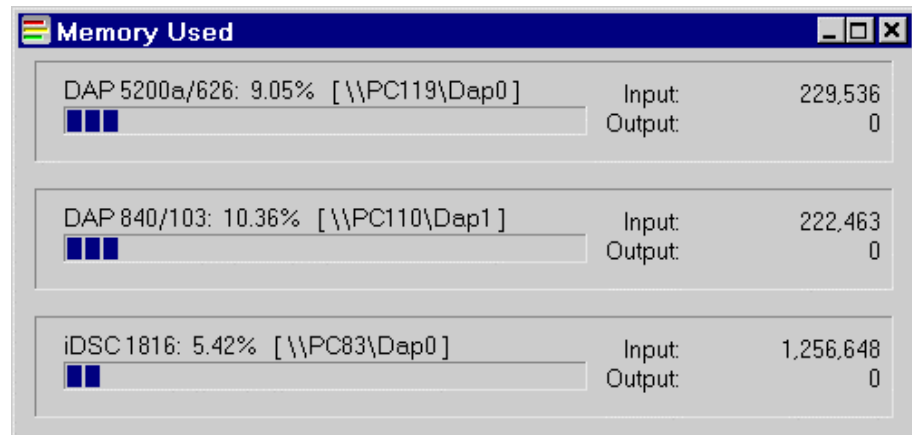 Memory Used
DAP 5200a/626: 9.05% [ \\PC119\Dap0 ] Input: 229,536
Output: 0
DAP 840/103: 10.36% [ \\PC110\Dap1 ] Input: 222,463
Output: 0
iDSC 1816: 5.42% [ \\PC83\Dap0 ] Input: 1,256,648
Output: 0